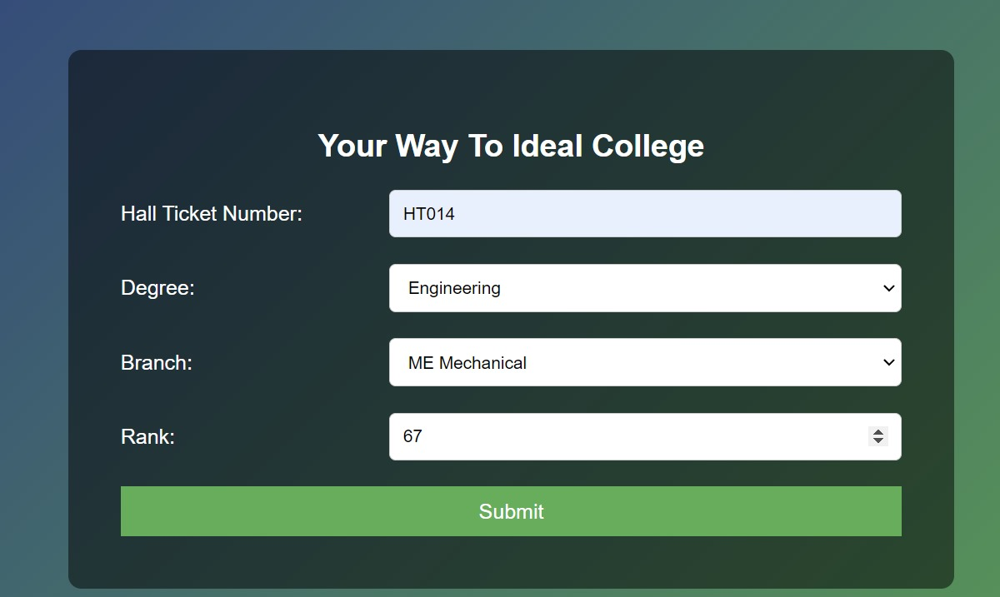 Your Way To Ideal College
Hall Ticket Number: HT014
Degree: Engineering
Branch: ME Mechanical
Rank: 67
Submit